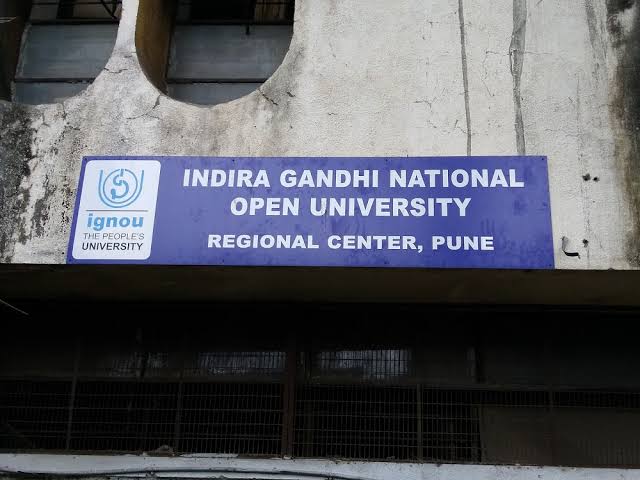 INDIRA GANDHI NATIONAL
OPEN UNIVERSITY
REGIONAL CENTER, PUNE
ignou
THE PEOPLE'S
UNIVERSITY